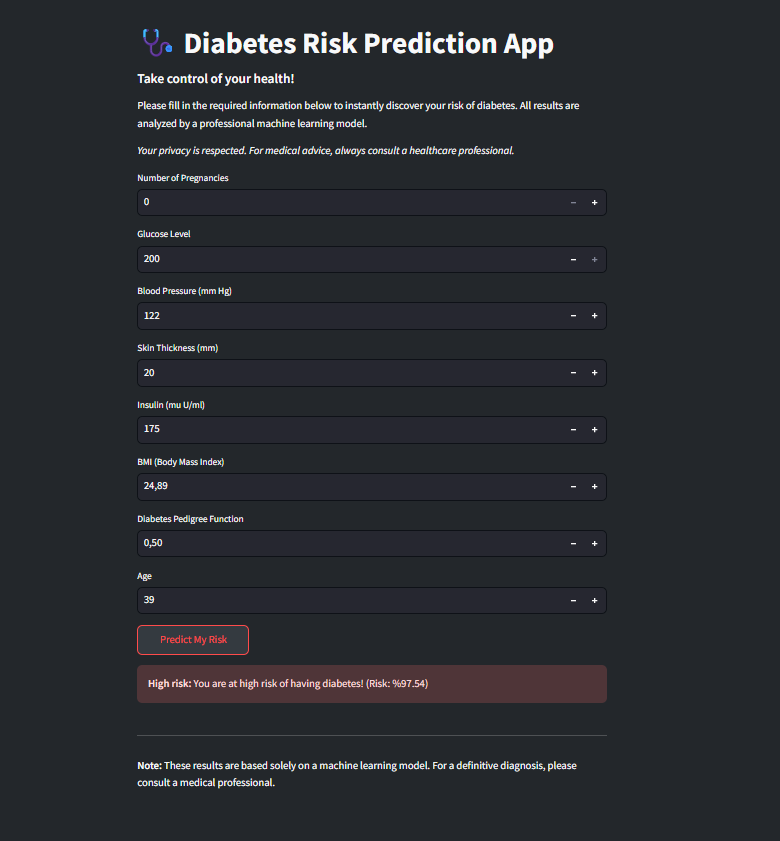 Diabetes Risk Prediction App
Take control of your health!
Please fill in the required information below to instantly discover your risk of diabetes. All results are
analyzed by a professional machine learning model.
Your privacy is respected. For medical advice, always consult a healthcare professional.
Number of Pregnancies
0 − +
Glucose Level
200 − +
Blood Pressure (mm Hg)
122 − +
Skin Thickness (mm)
20 − +
Insulin (mu U/ml)
175 − +
BMI (Body Mass Index)
24,89 − +
Diabetes Pedigree Function
0,50 − +
Age
39 − +
Predict My Risk
High risk: You are at high risk of having diabetes! (Risk: %97.54)
Note: These results are based solely on a machine learning model. For a definitive diagnosis, please
consult a medical professional.